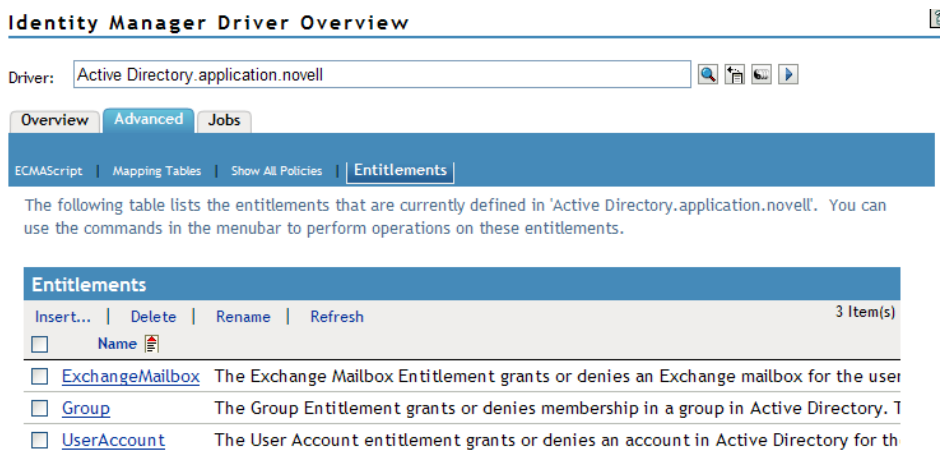 Identity Manager Driver Overview
Driver: Active Directory.application.novell
Overview Advanced Jobs
ECMAScript | Mapping Tables | Show All Policies | Entitlements
The following table lists the entitlements that are currently defined in 'Active Directory.application.novell'. You can
use the commands in the menubar to perform operations on these entitlements.
Entitlements
Insert... | Delete | Rename | Refresh 3 Item(s)
Name
ExchangeMailbox The Exchange Mailbox Entitlement grants or denies an Exchange mailbox for the user
Group The Group Entitlement grants or denies membership in a group in Active Directory. T
UserAccount The User Account entitlement grants or denies an account in Active Directory for th